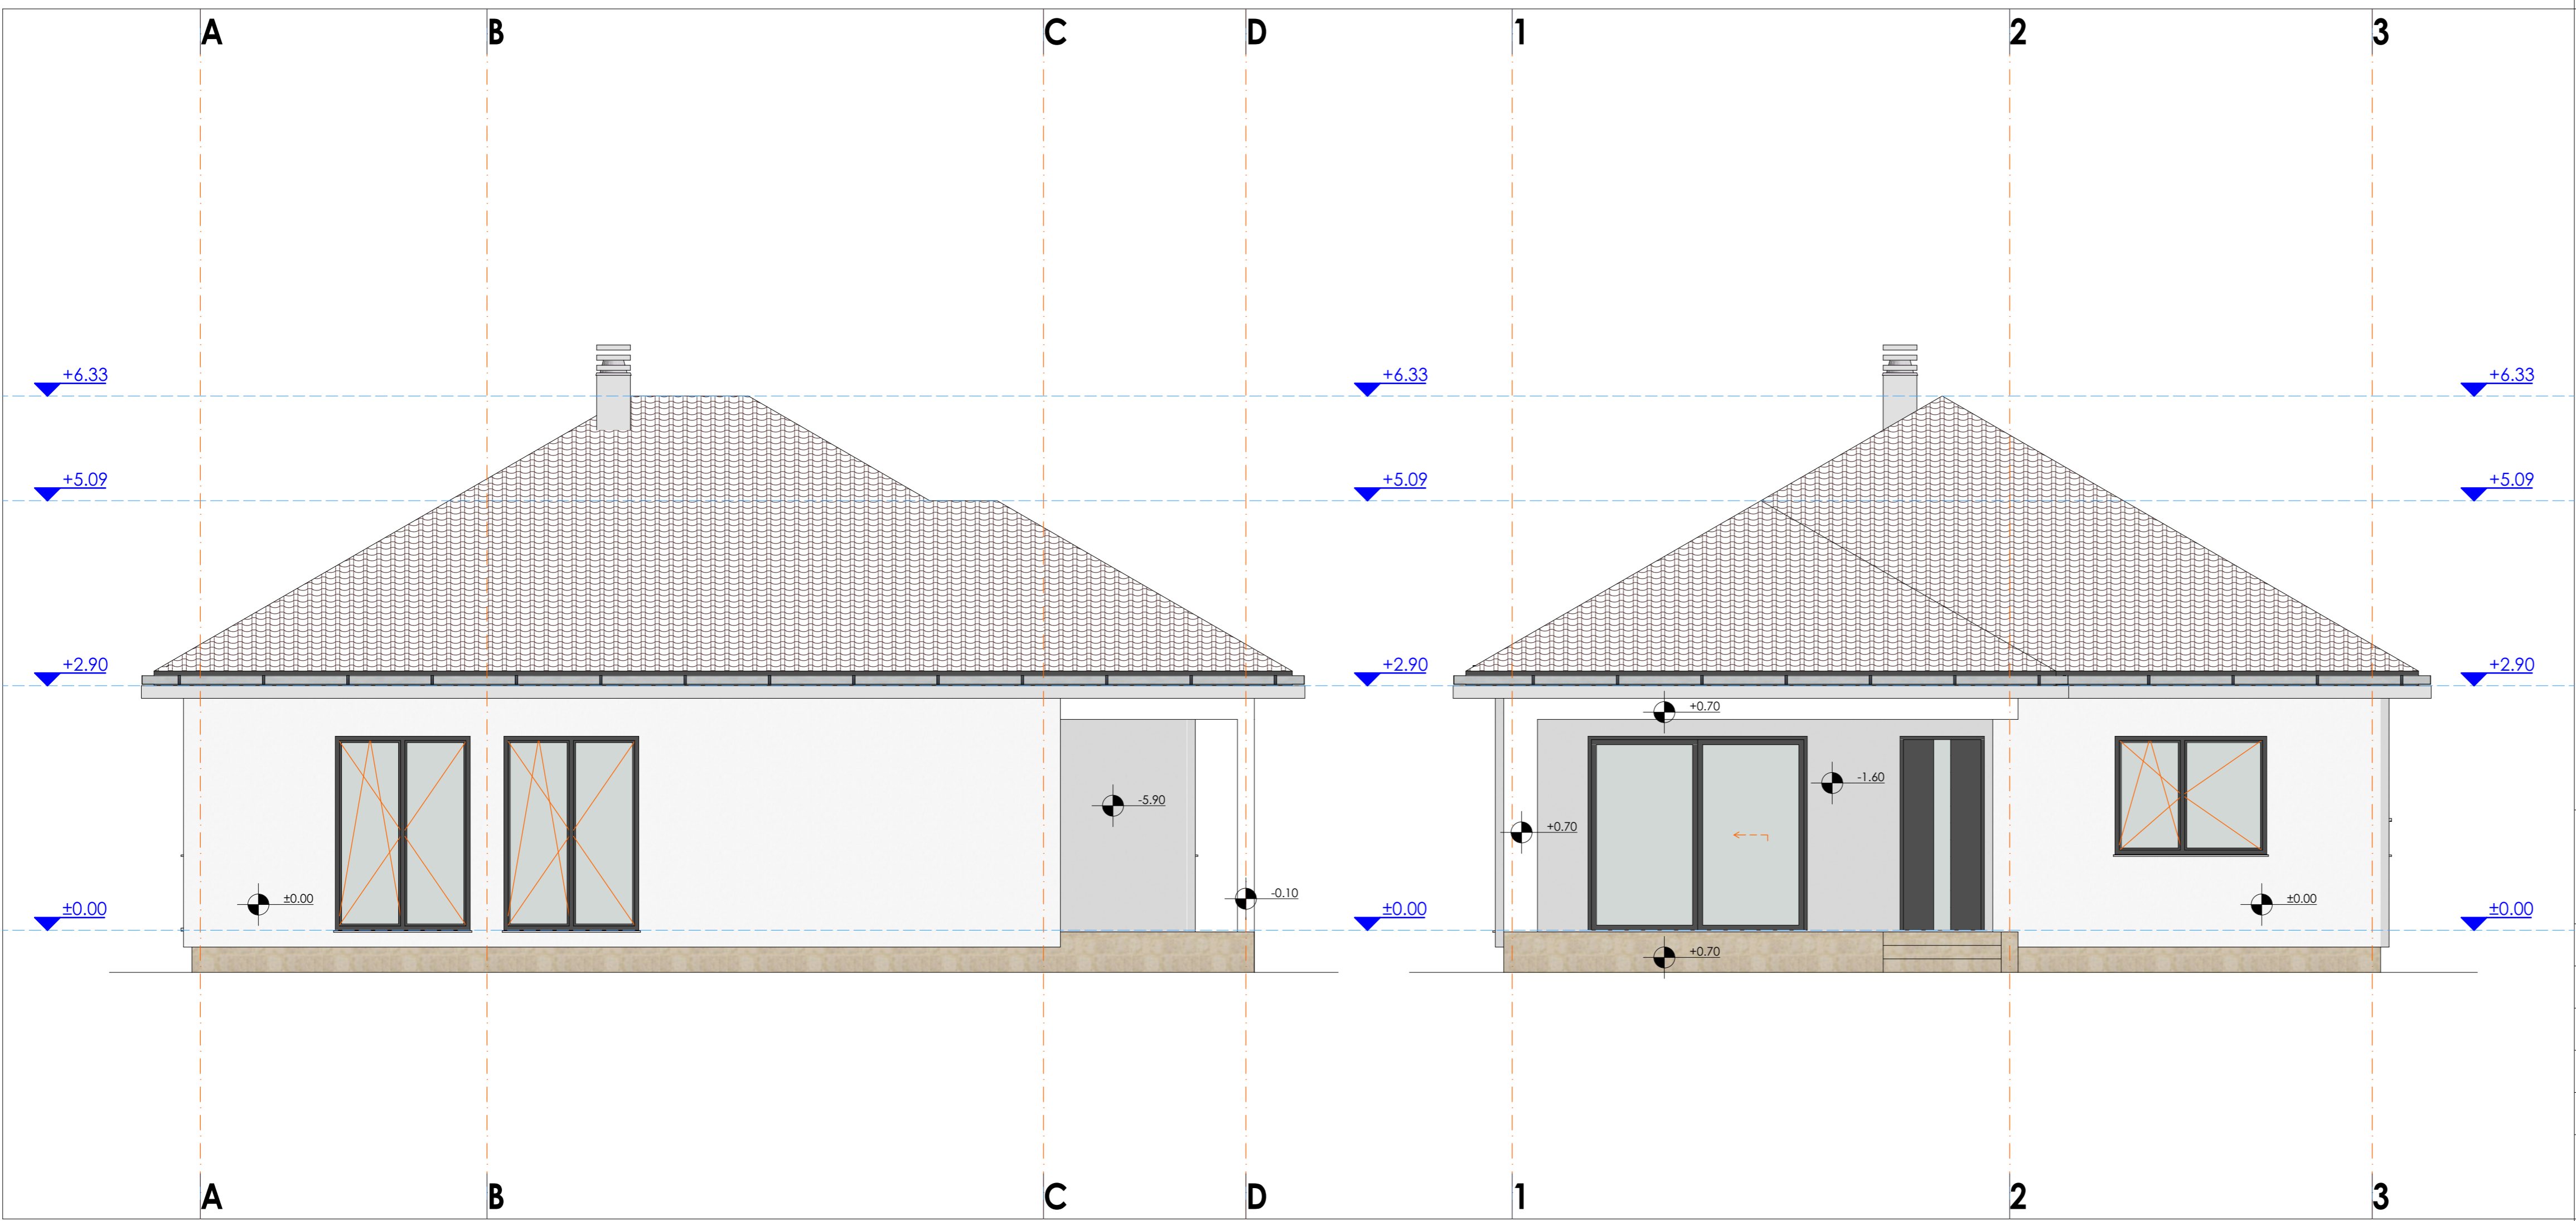 A B C D 1 2 3
+6.33 +6.33 +6.33
+5.09 +5.09 +5.09
+2.90 +2.90 +2.90
+0.70
-1.60
-5.90
+0.70
-0.10
±0.00 ±0.00
±0.00 ±0.00 ±0.00
+0.70
A B C D 1 2 3